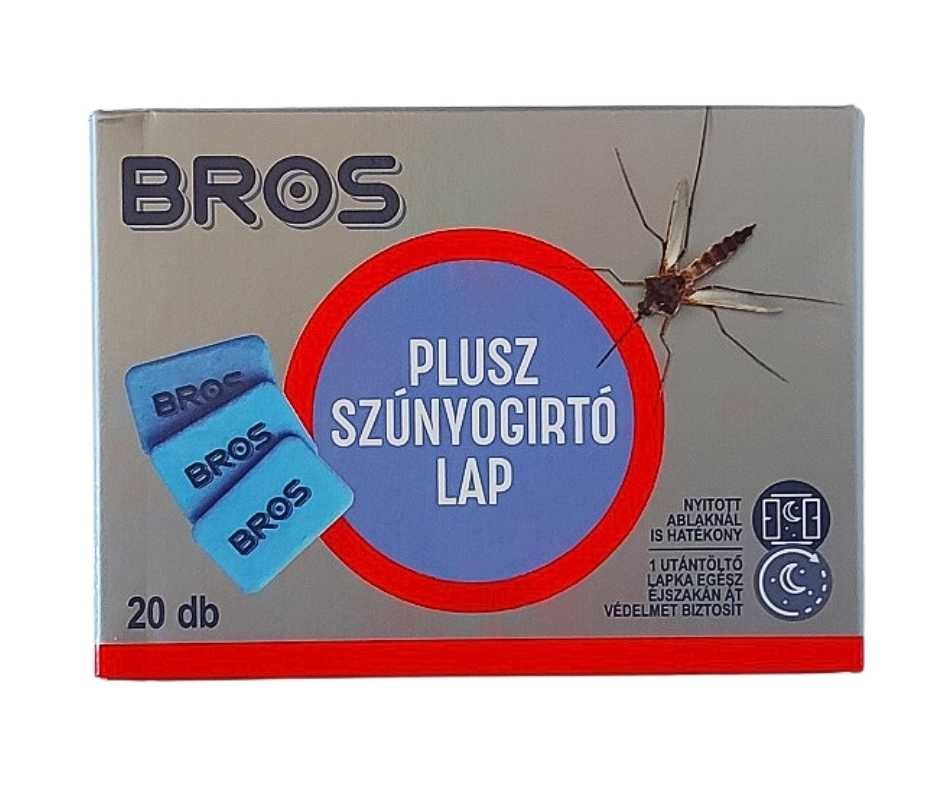 BROS
PLUSZ
SZÚNYOGIRTÓ
LAP
BROS
BROS
BROS
NYITOTT
ABLAKNÁL
IS HATÉKONY
1 UTÁNTÖLTŐ
LAPKA EGÉSZ
ÉJSZAKÁN ÁT
VÉDELMET BIZTOSÍT
20 db